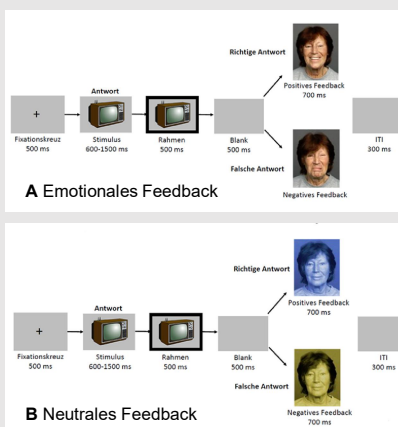 Richtige Antwort
Positives Feedback
700 ms
Antwort
+
Fixationskreuz
500 ms
Stimulus
600-1500 ms
Rahmen
500 ms
Blank
500 ms
ITI
300 ms
Falsche Antwort
Negatives Feedback
A Emotionales Feedback
Richtige Antwort
Positives Feedback
700 ms
Antwort
+
Fixationskreuz
500 ms
Stimulus
600-1500 ms
Rahmen
500 ms
Blank
500 ms
ITI
300 ms
Falsche Antwort
Negatives Feedback
700 ms
B Neutrales Feedback